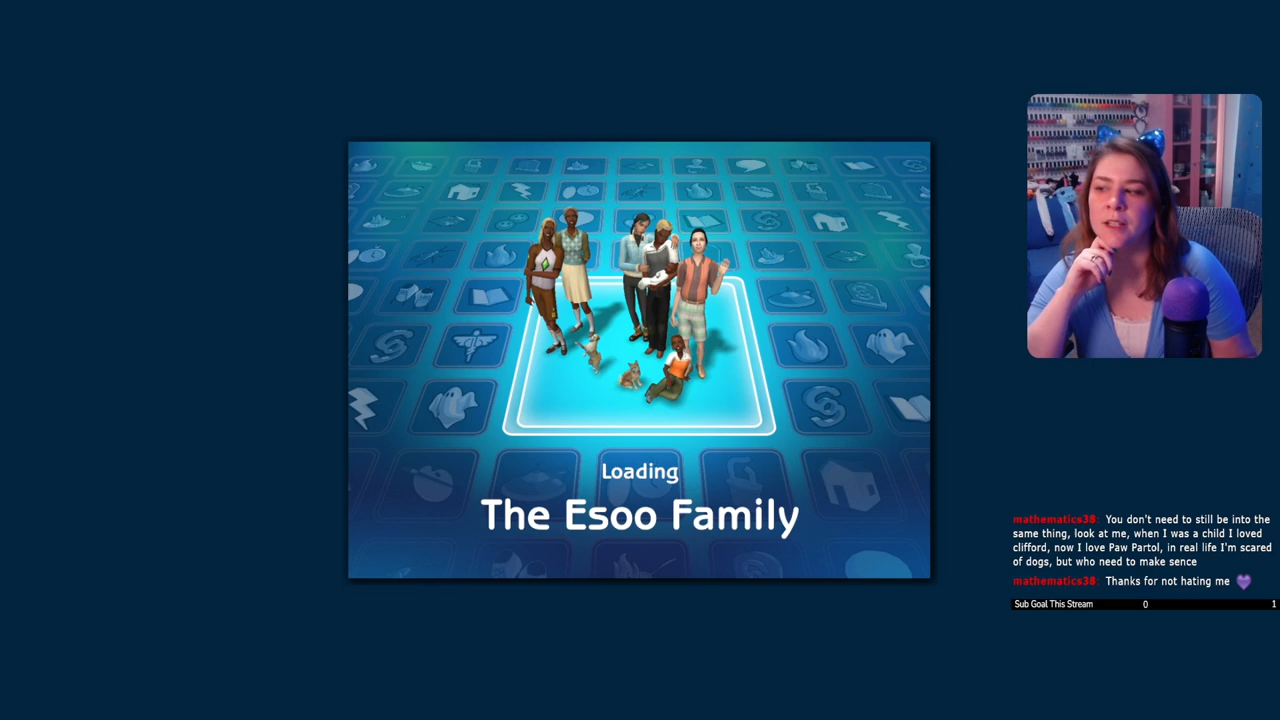 Loading
The Esoo Family
mathematics38: You don't need to still be into the
same thing, look at me, when I was a child I loved
clifford, now I love Paw Partol, in real life I'm scared
of dogs, but who need to make sence
mathematics38: Thanks for not hating me
Sub Goal This Stream 0 1